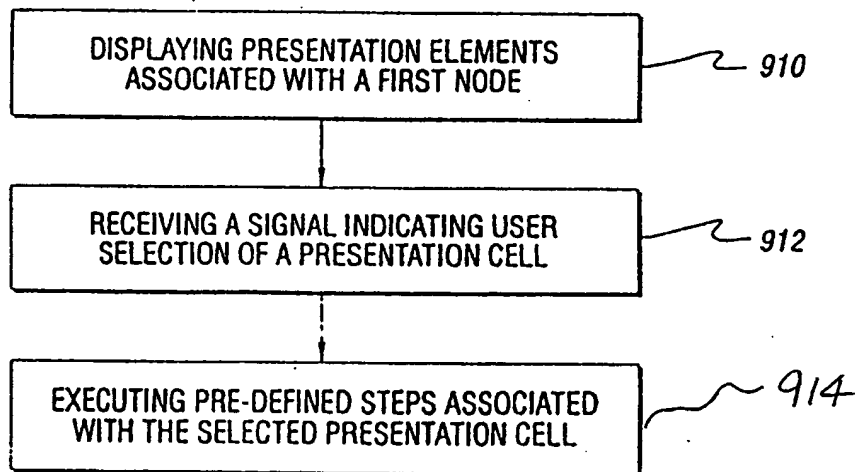 DISPLAYING PRESENTATION ELEMENTS
ASSOCIATED WITH A FIRST NODE
910
RECEIVING A SIGNAL INDICATING USER
SELECTION OF A PRESENTATION CELL
912
EXECUTING PRE-DEFINED STEPS ASSOCIATED
WITH THE SELECTED PRESENTATION CELL
914